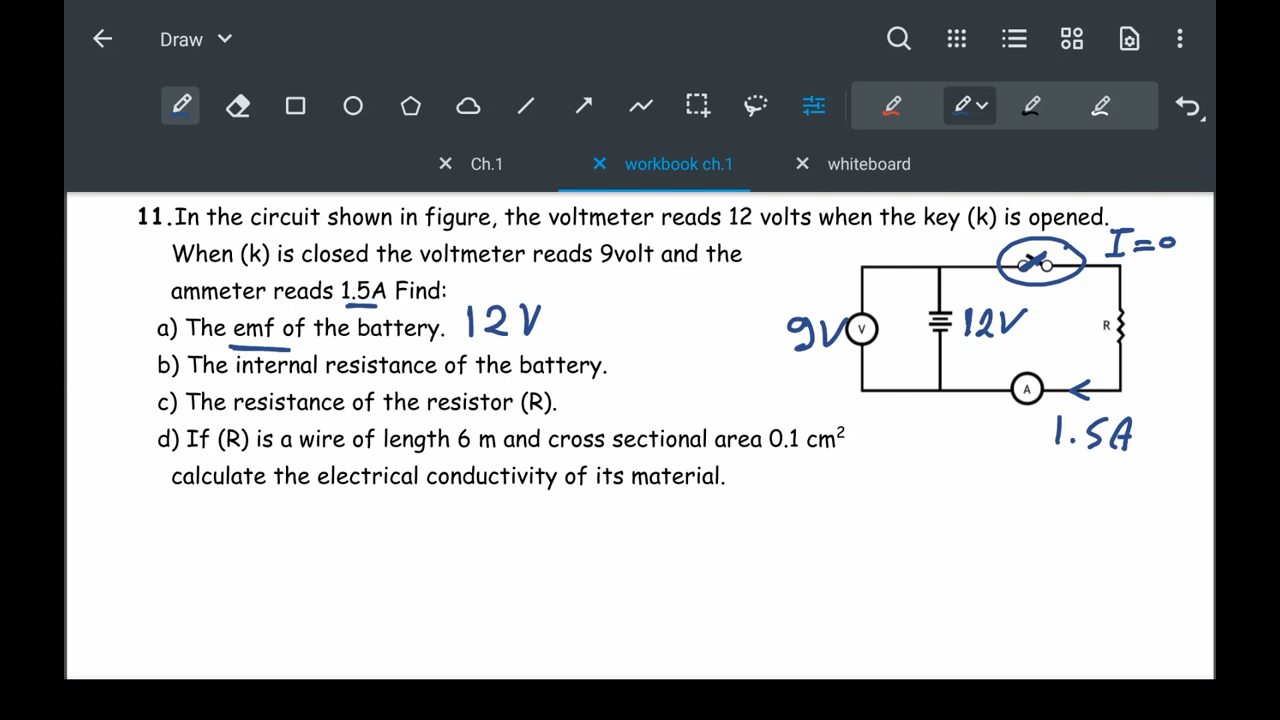 Draw
Ch.1
workbook ch.1
whiteboard
11. In the circuit shown in figure, the voltmeter reads 12 volts when the key (k) is opened.
When (k) is closed the voltmeter reads 9volt and the
ammeter reads 1.5A Find:
a) The emf of the battery. 12V
b) The internal resistance of the battery.
c) The resistance of the resistor (R).
d) If (R) is a wire of length 6 m and cross sectional area 0.1 cm²
calculate the electrical conductivity of its material.
I=0
9V
V
12V
R
A
1.5A